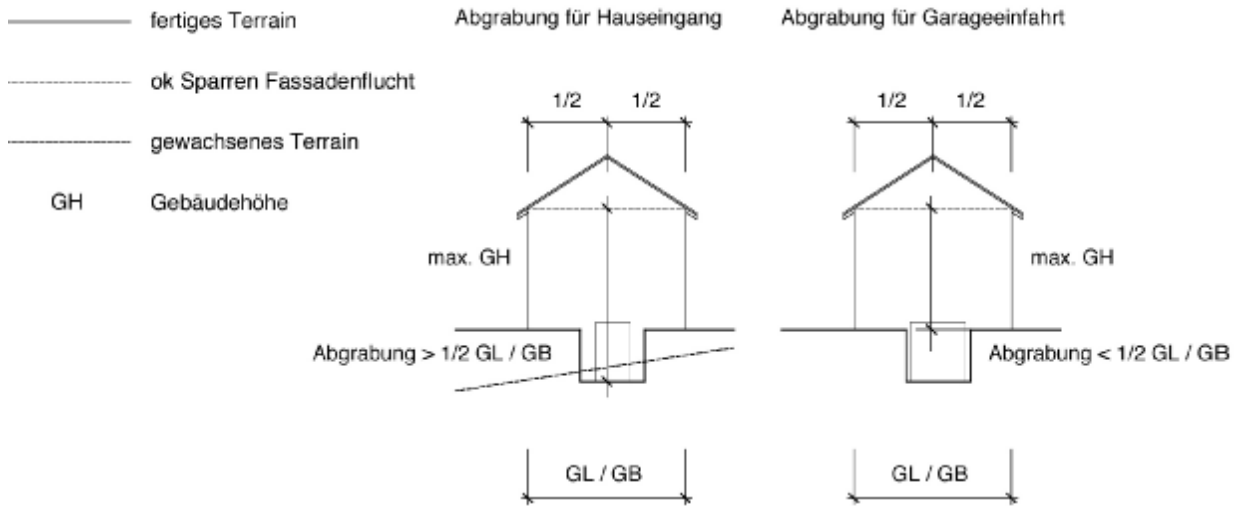 fertiges Terrain
ok Sparren Fassadenflucht
gewachsenes Terrain
GH Gebäudehöhe
Abgrabung für Hauseingang
1/2 1/2
max. GH
Abgrabung > 1/2 GL / GB
GL / GB
Abgrabung für Garageeinfahrt
1/2 1/2
max. GH
Abgrabung < 1/2 GL / GB
GL / GB